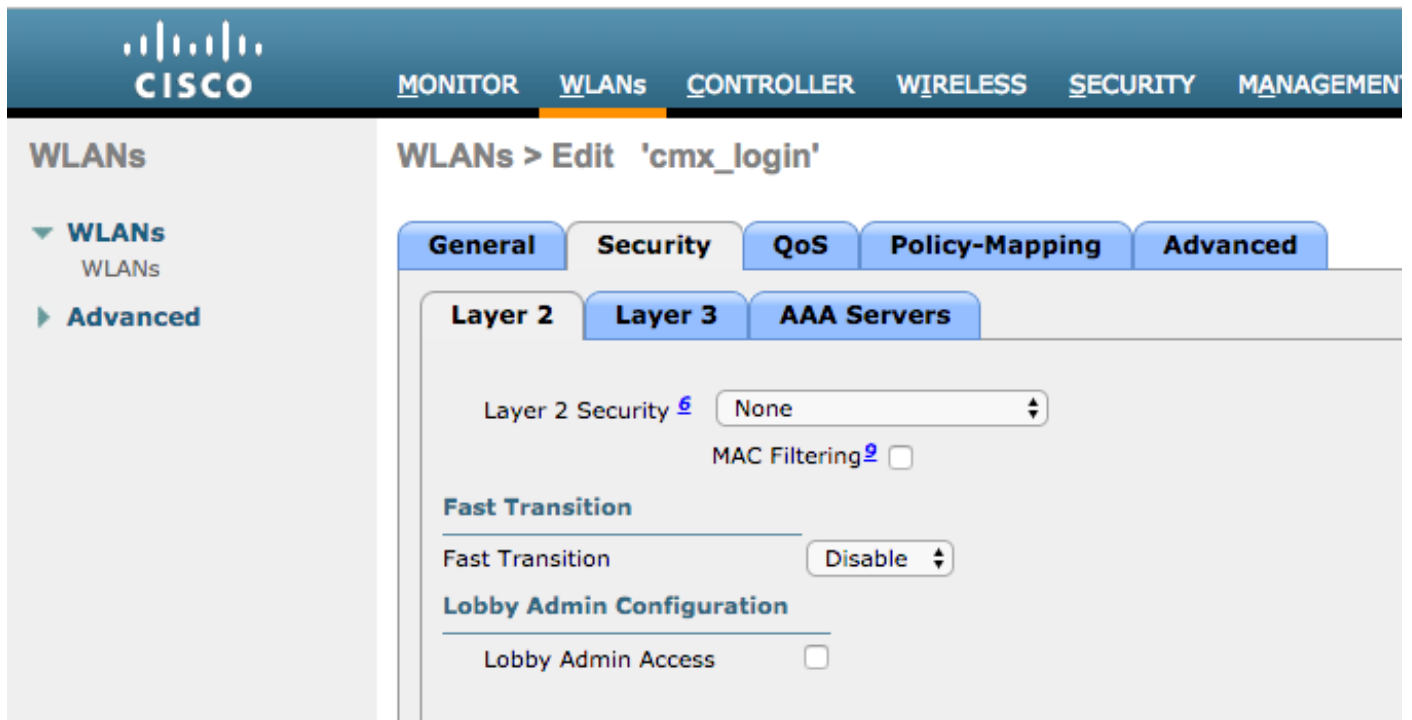 CISCO
MONITOR WLANs CONTROLLER WIRELESS SECURITY
WLANs
WLANs
WLANs
Advanced
WLANs > Edit 'cmx_login'
General Security QoS Policy-Mapping Advanced
Layer 2 Layer 3 AAA Servers
Layer 2 Security 6 None
MAC Filtering 9
Fast Transition
Fast Transition Disable
Lobby Admin Configuration
Lobby Admin Access